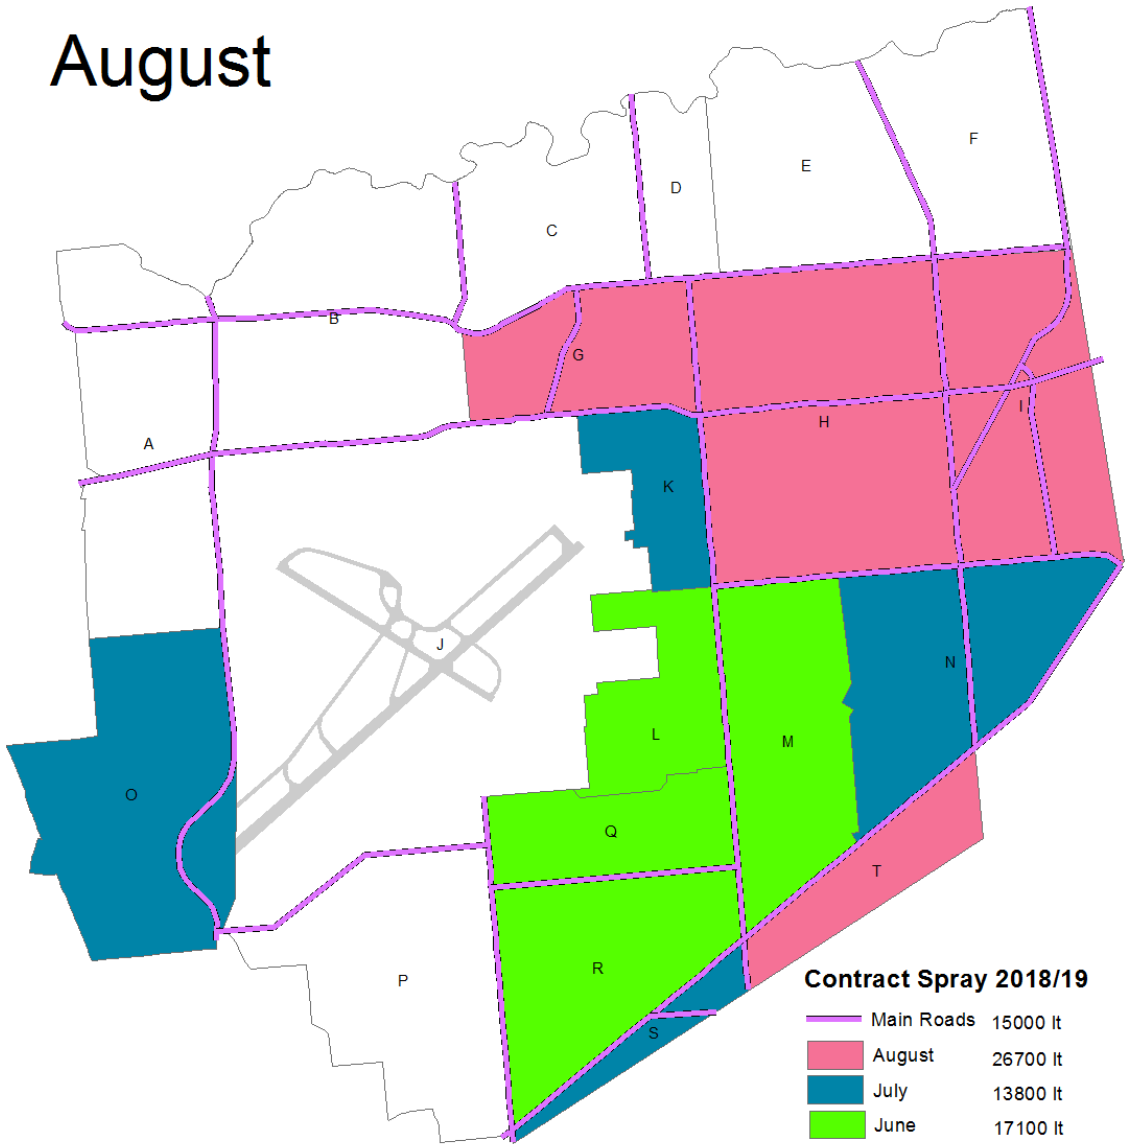 August
F
E
D
C
B
G
I
H
A
K
J
N
L
M
O
Q
T
R
P
S
Contract Spray 2018/19
Main Roads 15000 lt
August 26700 lt
July 13800 lt
June 17100 lt